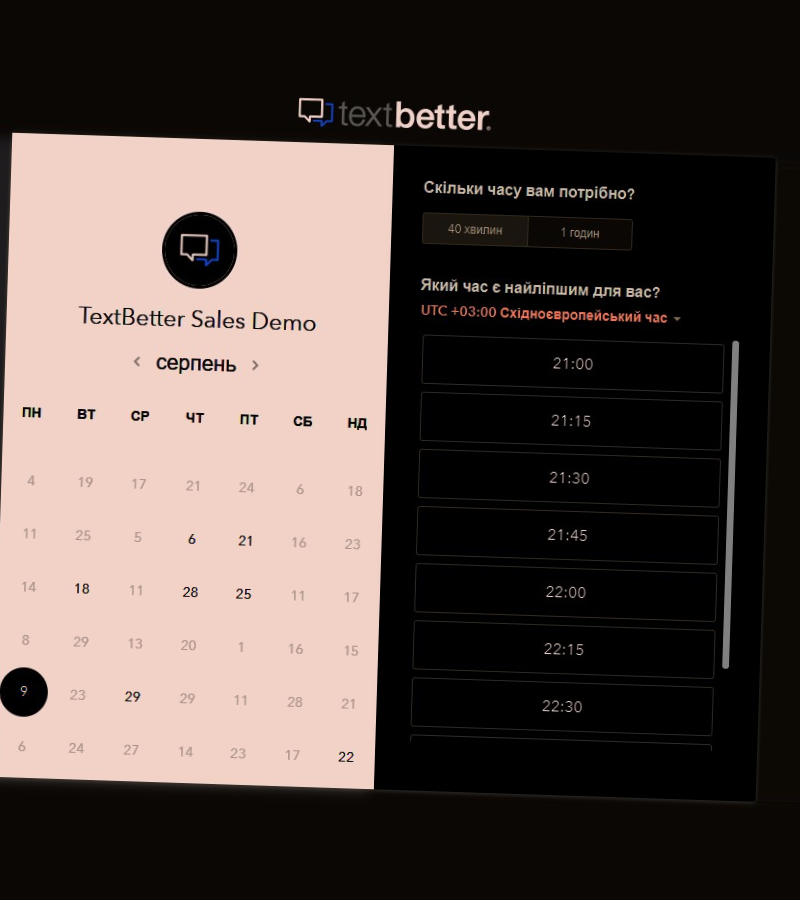 textbetter.
TextBetter Sales Demo
серпень
ПН ВТ СР ЧТ ПТ СБ НД
4 19 17 21 24 6 18
11 25 5 6 21 16 23
14 18 11 28 25 11 17
8 29 13 20 1 16 15
9 23 29 29 11 28 21
6 24 27 14 23 17 22
Скільки часу вам потрібно?
40 хвилин 1 годин
Який час є найліпшим для вас?
UTC +03:00 Східноєвропейський час
21:00
21:15
21:30
21:45
22:00
22:15
22:30